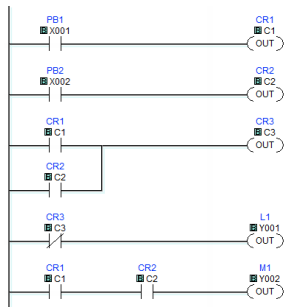 PB1 CR1
B X001 B C1
OUT
PB2 CR2
B X002 B C2
OUT
CR1 CR3
B C1 B C3
OUT
CR2
B C2
CR3 L1
B C3 B Y001
OUT
CR1 CR2 M1
B C1 B C2 B Y002
OUT